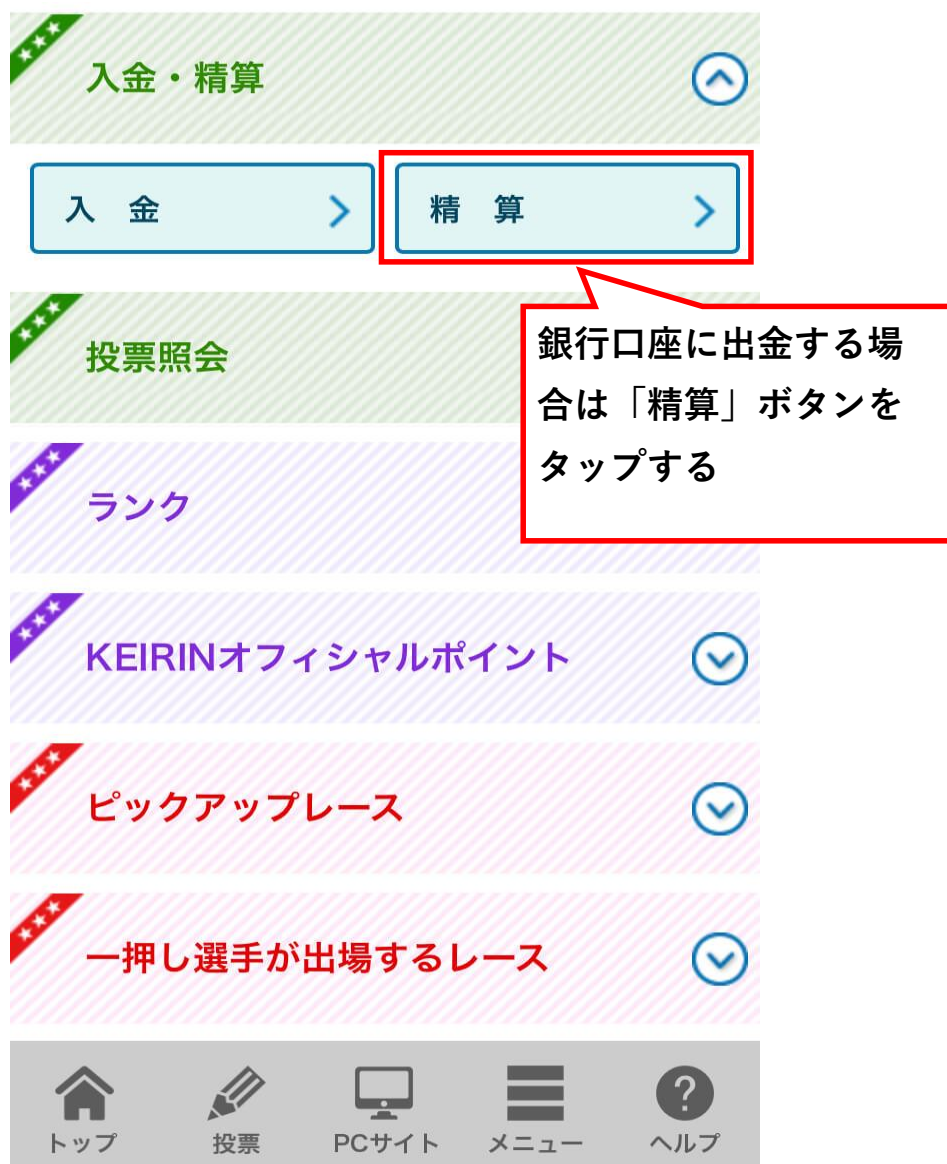 入金・精算
入 金
精 算
投票照会
銀行口座に出金する場
合は「精算」ボタンを
タップする
ランク
KEIRINオフィシャルポイント
ピックアップレース
一押し選手が出場するレース
トップ
投票
PCサイト
メニュー
ヘルプ